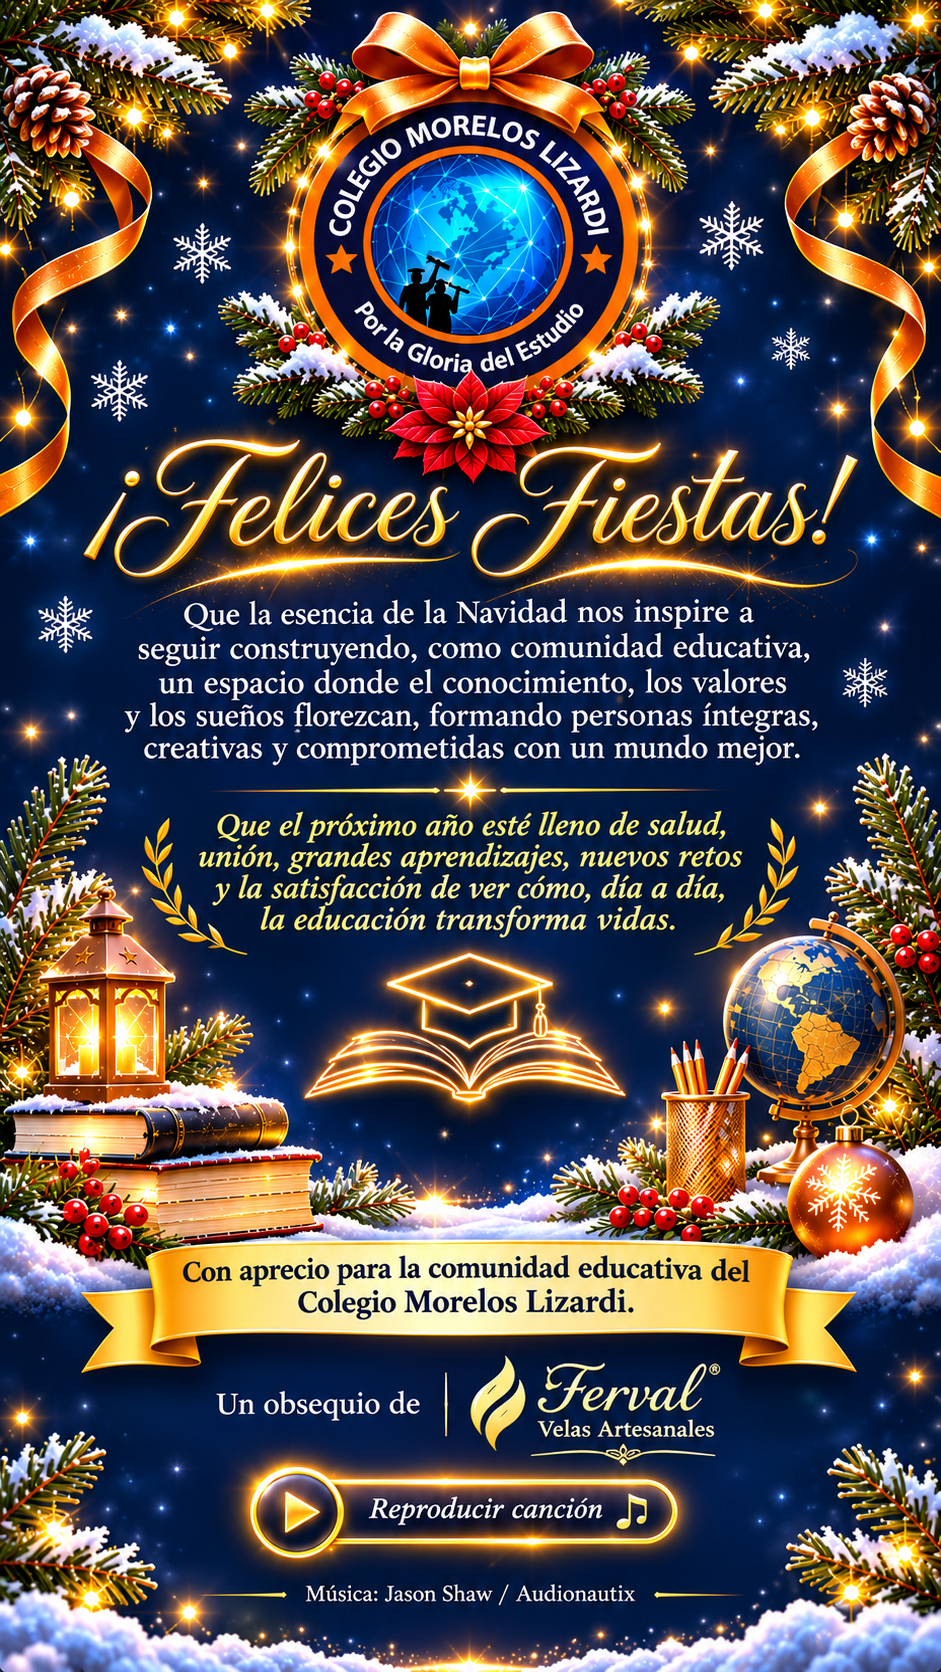 COLEGIO MORELOS LIZARDI
Por la Gloria del Estudio
¡Felices Fiestas!
Que la esencia de la Navidad nos inspire a
seguir construyendo, como comunidad educativa,
un espacio donde el conocimiento, los valores
y los sueños florezcan, formando personas íntegras,
creativas y comprometidas con un mundo mejor.
Que el próximo año esté lleno de salud,
unión, grandes aprendizajes, nuevos retos
y la satisfacción de ver cómo, día a día,
la educación transforma vidas.
Con aprecio para la comunidad educativa del
Colegio Morelos Lizardi.
Un obsequio de
Ferval®
Velas Artesanales
Reproducir canción
Música: Jason Shaw / Audionautix